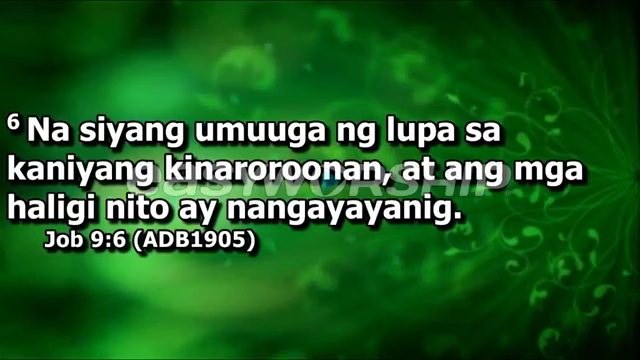 6 Na siyang umuuga ng lupa sa
kaniyang kinaroroonan, at ang mga
haligi nito ay nangayayanig.
Job 9:6 (ADB1905)
EASYWORSHIP